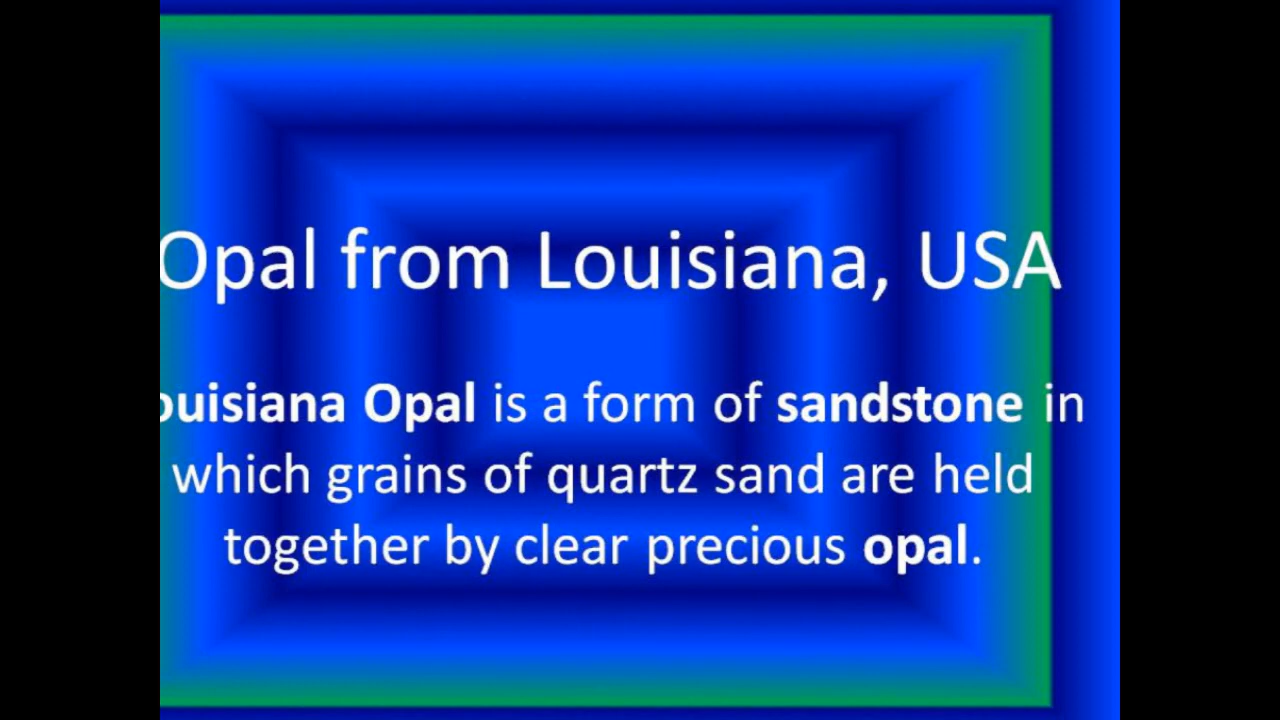 Opal from Louisiana, USA
ouisiana Opal is a form of sandstone in
which grains of quartz sand are held
together by clear precious opal.